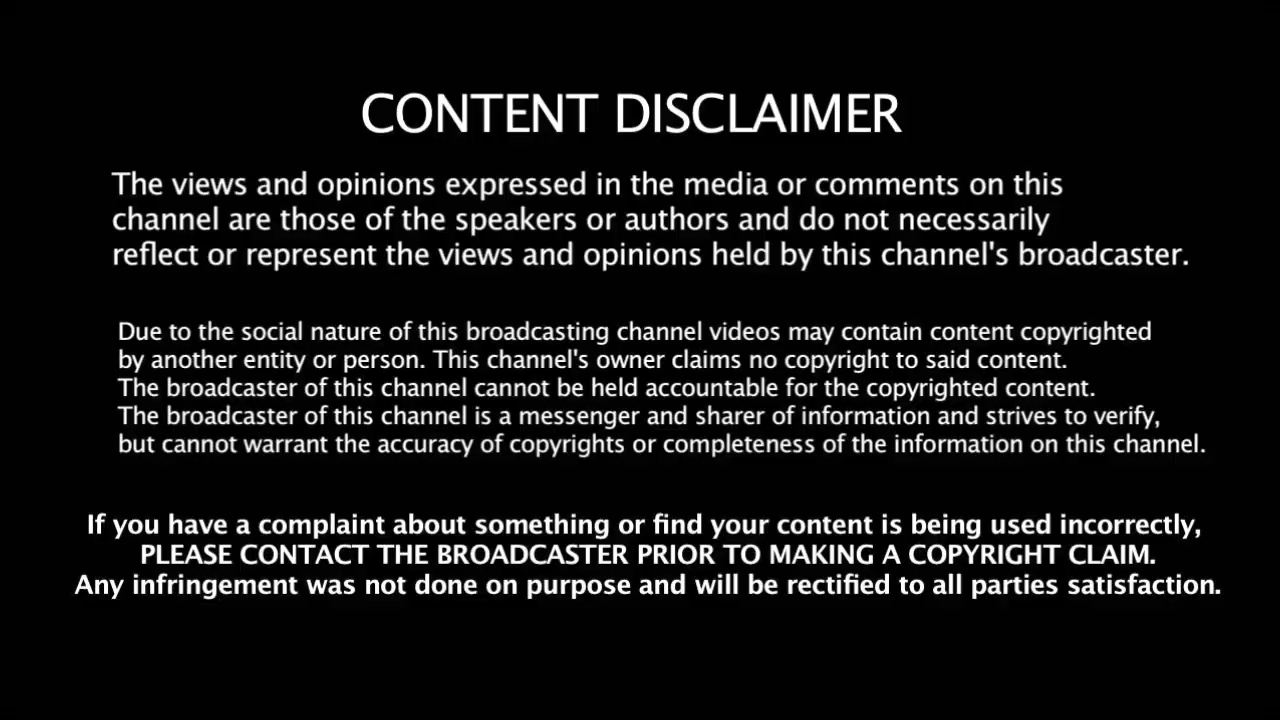 CONTENT DISCLAIMER
The views and opinions expressed in the media or comments on this
channel are those of the speakers or authors and do not necessarily
reflect or represent the views and opinions held by this channel's broadcaster.
Due to the social nature of this broadcasting channel videos may contain content copyrighted
by another entity or person. This channel's owner claims no copyright to said content.
The broadcaster of this channel cannot be held accountable for the copyrighted content.
The broadcaster of this channel is a messenger and sharer of information and strives to verify,
but cannot warrant the accuracy of copyrights or completeness of the information on this channel.
If you have a complaint about something or find your content is being used incorrectly,
PLEASE CONTACT THE BROADCASTER PRIOR TO MAKING A COPYRIGHT CLAIM.
Any infringement was not done on purpose and will be rectified to all parties satisfaction.